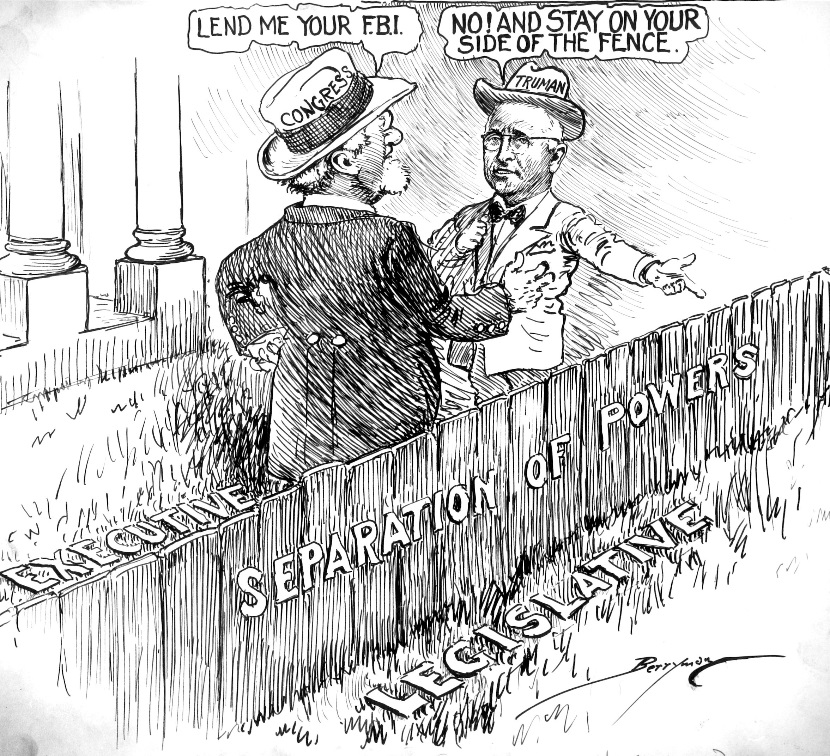 LEND ME YOUR F.B.I.
NO! AND STAY ON YOUR
SIDE OF THE FENCE.
CONGRESS
TRUMAN
EXECUTIVE
SEPARATION OF POWERS
LEGISLATIVE
Berryman